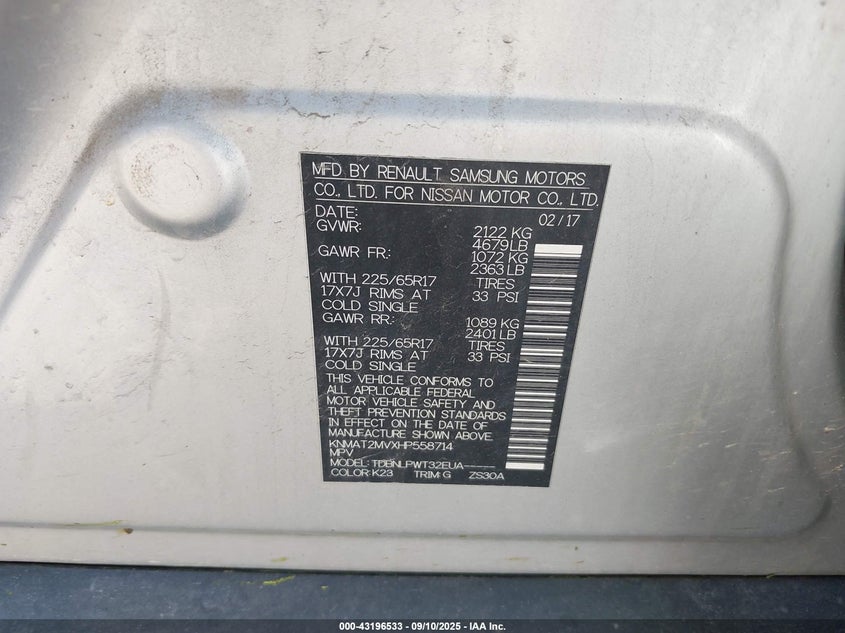 MFD BY RENAULT SAMSUNG MOTORS
CO., LTD. FOR NISSAN MOTOR CO., LTD.
DATE: 02/17
GVWR: 2122 KG
4679 LB
GAWR FR.: 1072 KG
2363 LB
WITH 225/65R17 TIRES
17X7J RIMS AT 33 PSI
COLD SINGLE
GAWR RR.: 1089 KG
2401 LB
WITH 225/65R17 TIRES
17X7J RIMS AT 33 PSI
COLD SINGLE
THIS VEHICLE CONFORMS TO
ALL APPLICABLE FEDERAL
MOTOR VEHICLE SAFETY AND
THEFT PREVENTION STANDARDS
IN EFFECT ON THE DATE OF
MANUFACTURE SHOWN ABOVE.
KNMAT2MVXHP558714
MPV
MODEL: TDBNLPWT32EUA-----
COLOR: K23 TRIM: G ZS30A
000-43196533 - 09/10/2025 - IAA Inc.